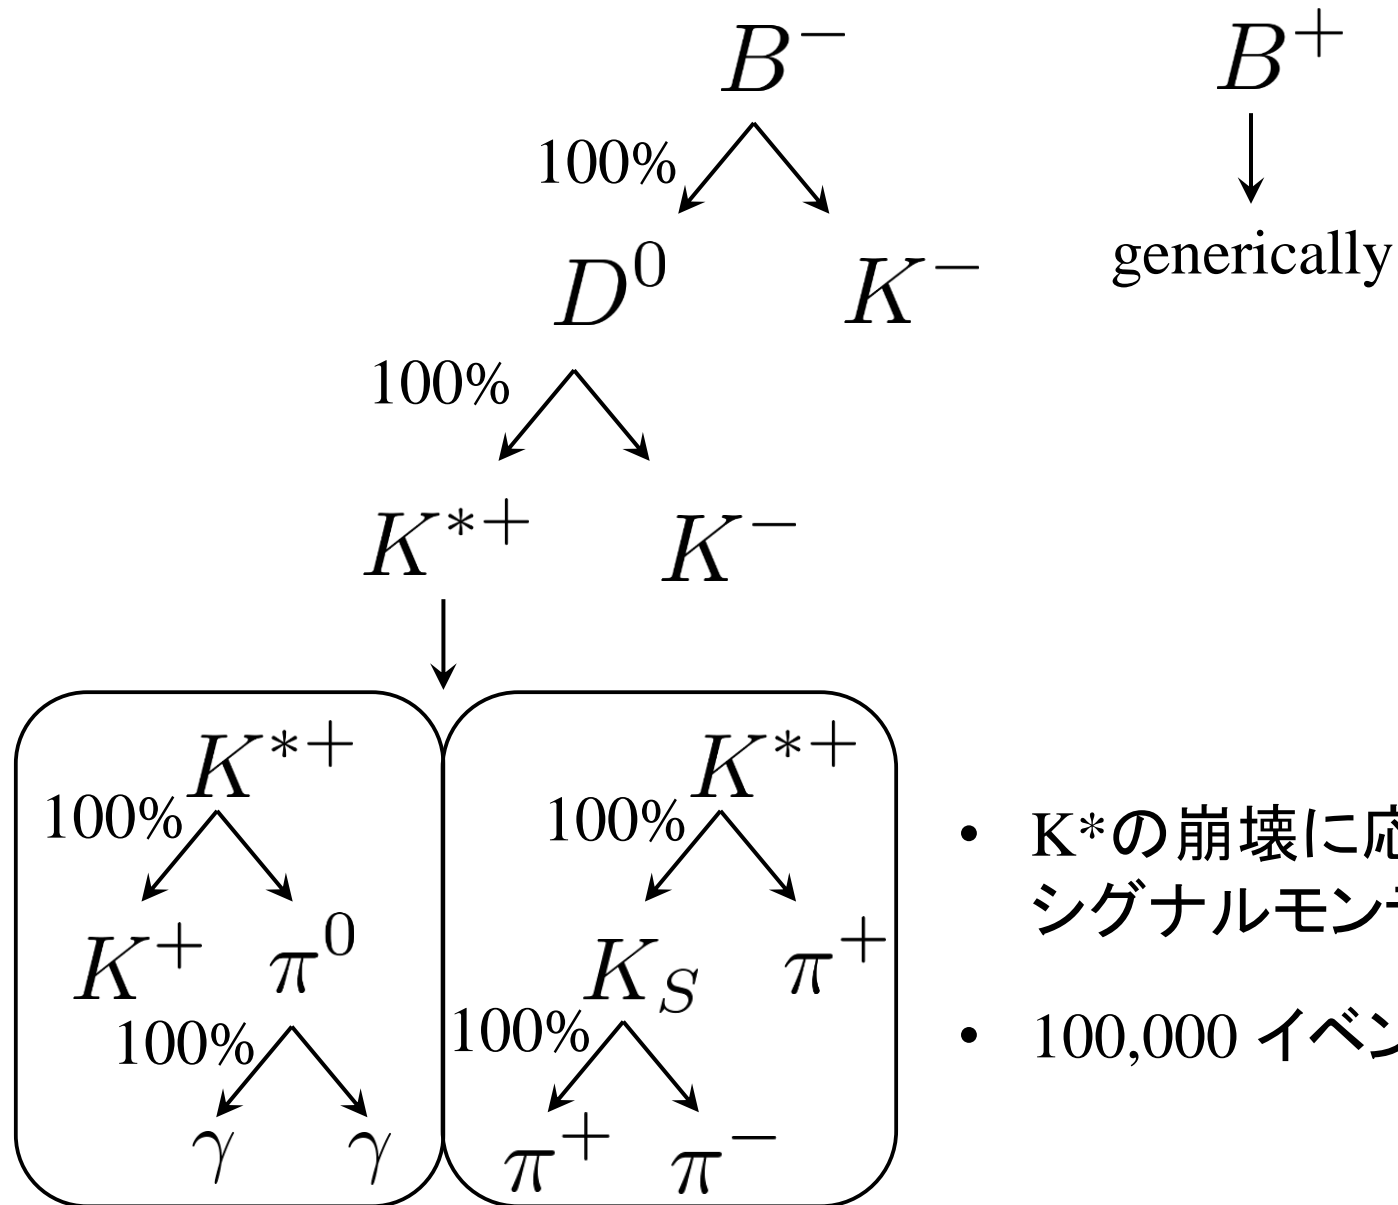 B⁻ B⁺
100%
D⁰ K⁻ generically
100%
K*⁺ K⁻
K*⁺ K*⁺
100% 100%
• K*の崩壊に応
シグナルモン
K⁺ π⁰ K_S π⁺
100% 100%
• 100,000 イベン
γ γ π⁺ π⁻